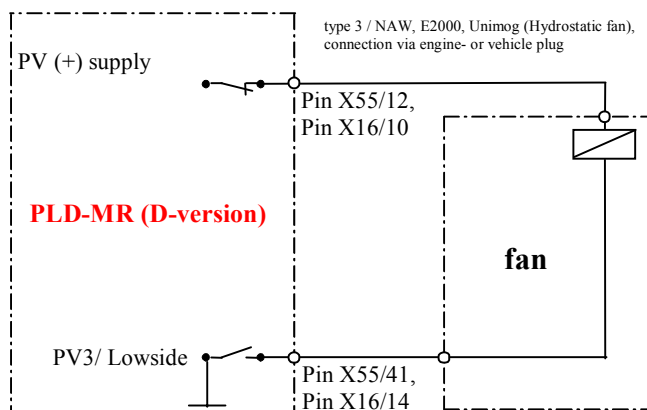 type 3 / NAW, E2000, Unimog (Hydrostatic fan),
connection via engine- or vehicle plug
PV (+) supply
Pin X55/12,
Pin X16/10
PLD-MR (D-version)
fan
PV3/ Lowside
Pin X55/41,
Pin X16/14